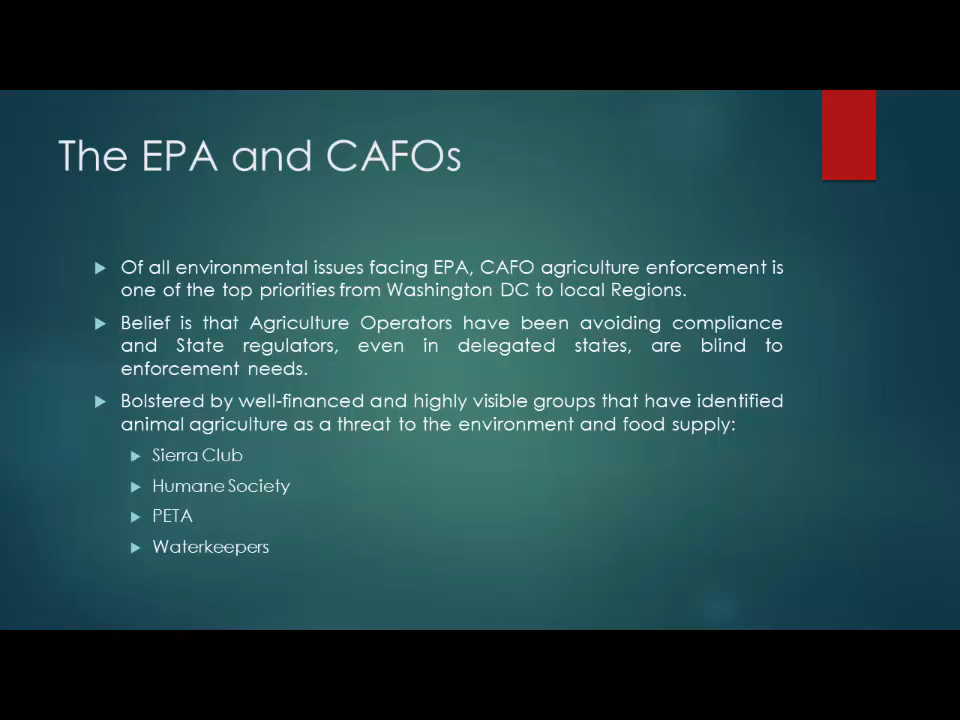 The EPA and CAFOs
Of all environmental issues facing EPA, CAFO agriculture enforcement is
one of the top priorities from Washington DC to local Regions.
Belief is that Agriculture Operators have been avoiding compliance
and State regulators, even in delegated states, are blind to
enforcement needs.
Bolstered by well-financed and highly visible groups that have identified
animal agriculture as a threat to the environment and food supply:
Sierra Club
Humane Society
PETA
Waterkeepers